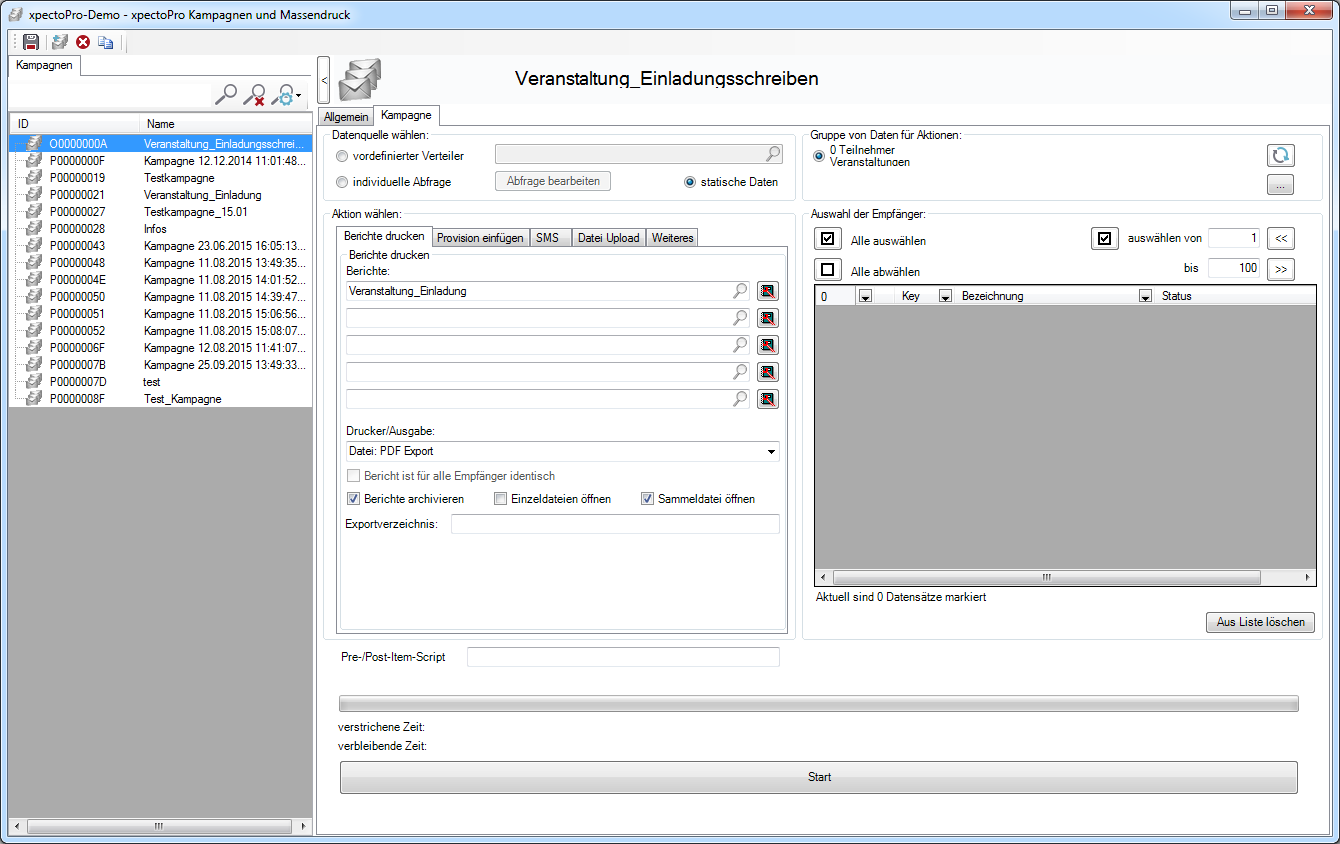 xpectoPro-Demo - xpectoPro Kampagnen und Massendruck
Kampagnen
ID Name
O0000000A Veranstaltung_Einladungsschrei...
P0000000F Kampagne 12.12.2014 11:01:48...
P00000019 Testkampagne
P00000021 Veranstaltung_Einladung
P00000027 Testkampagne_15.01
P00000028 Infos
P00000043 Kampagne 23.06.2015 16:05:13...
P00000048 Kampagne 11.08.2015 13:49:35...
P0000004E Kampagne 11.08.2015 14:01:52...
P00000050 Kampagne 11.08.2015 14:39:47...
P00000051 Kampagne 11.08.2015 15:06:56...
P00000052 Kampagne 11.08.2015 15:08:07...
P0000006F Kampagne 12.08.2015 11:41:07...
P0000007B Kampagne 25.09.2015 13:49:33...
P0000007D test
P0000008F Test_Kampagne
<
Veranstaltung_Einladungsschreiben
Allgemein Kampagne
Datenquelle wählen:
vordefinierter Verteiler
individuelle Abfrage Abfrage bearbeiten statische Daten
Aktion wählen:
Berichte drucken Provision einfügen SMS Datei Upload Weiteres
Berichte drucken
Berichte:
Veranstaltung_Einladung
Drucker/Ausgabe:
Datei: PDF Export
Bericht ist für alle Empfänger identisch
Berichte archivieren Einzeldateien öffnen Sammeldatei öffnen
Exportverzeichnis:
Gruppe von Daten für Aktionen:
0 Teilnehmer
Veranstaltungen
...
Auswahl der Empfänger:
Alle auswählen auswählen von 1 <<
Alle abwählen bis 100 >>
0 Key Bezeichnung Status
Aktuell sind 0 Datensätze markiert
Aus Liste löschen
Pre-/Post-Item-Script
verstrichene Zeit:
verbleibende Zeit:
Start